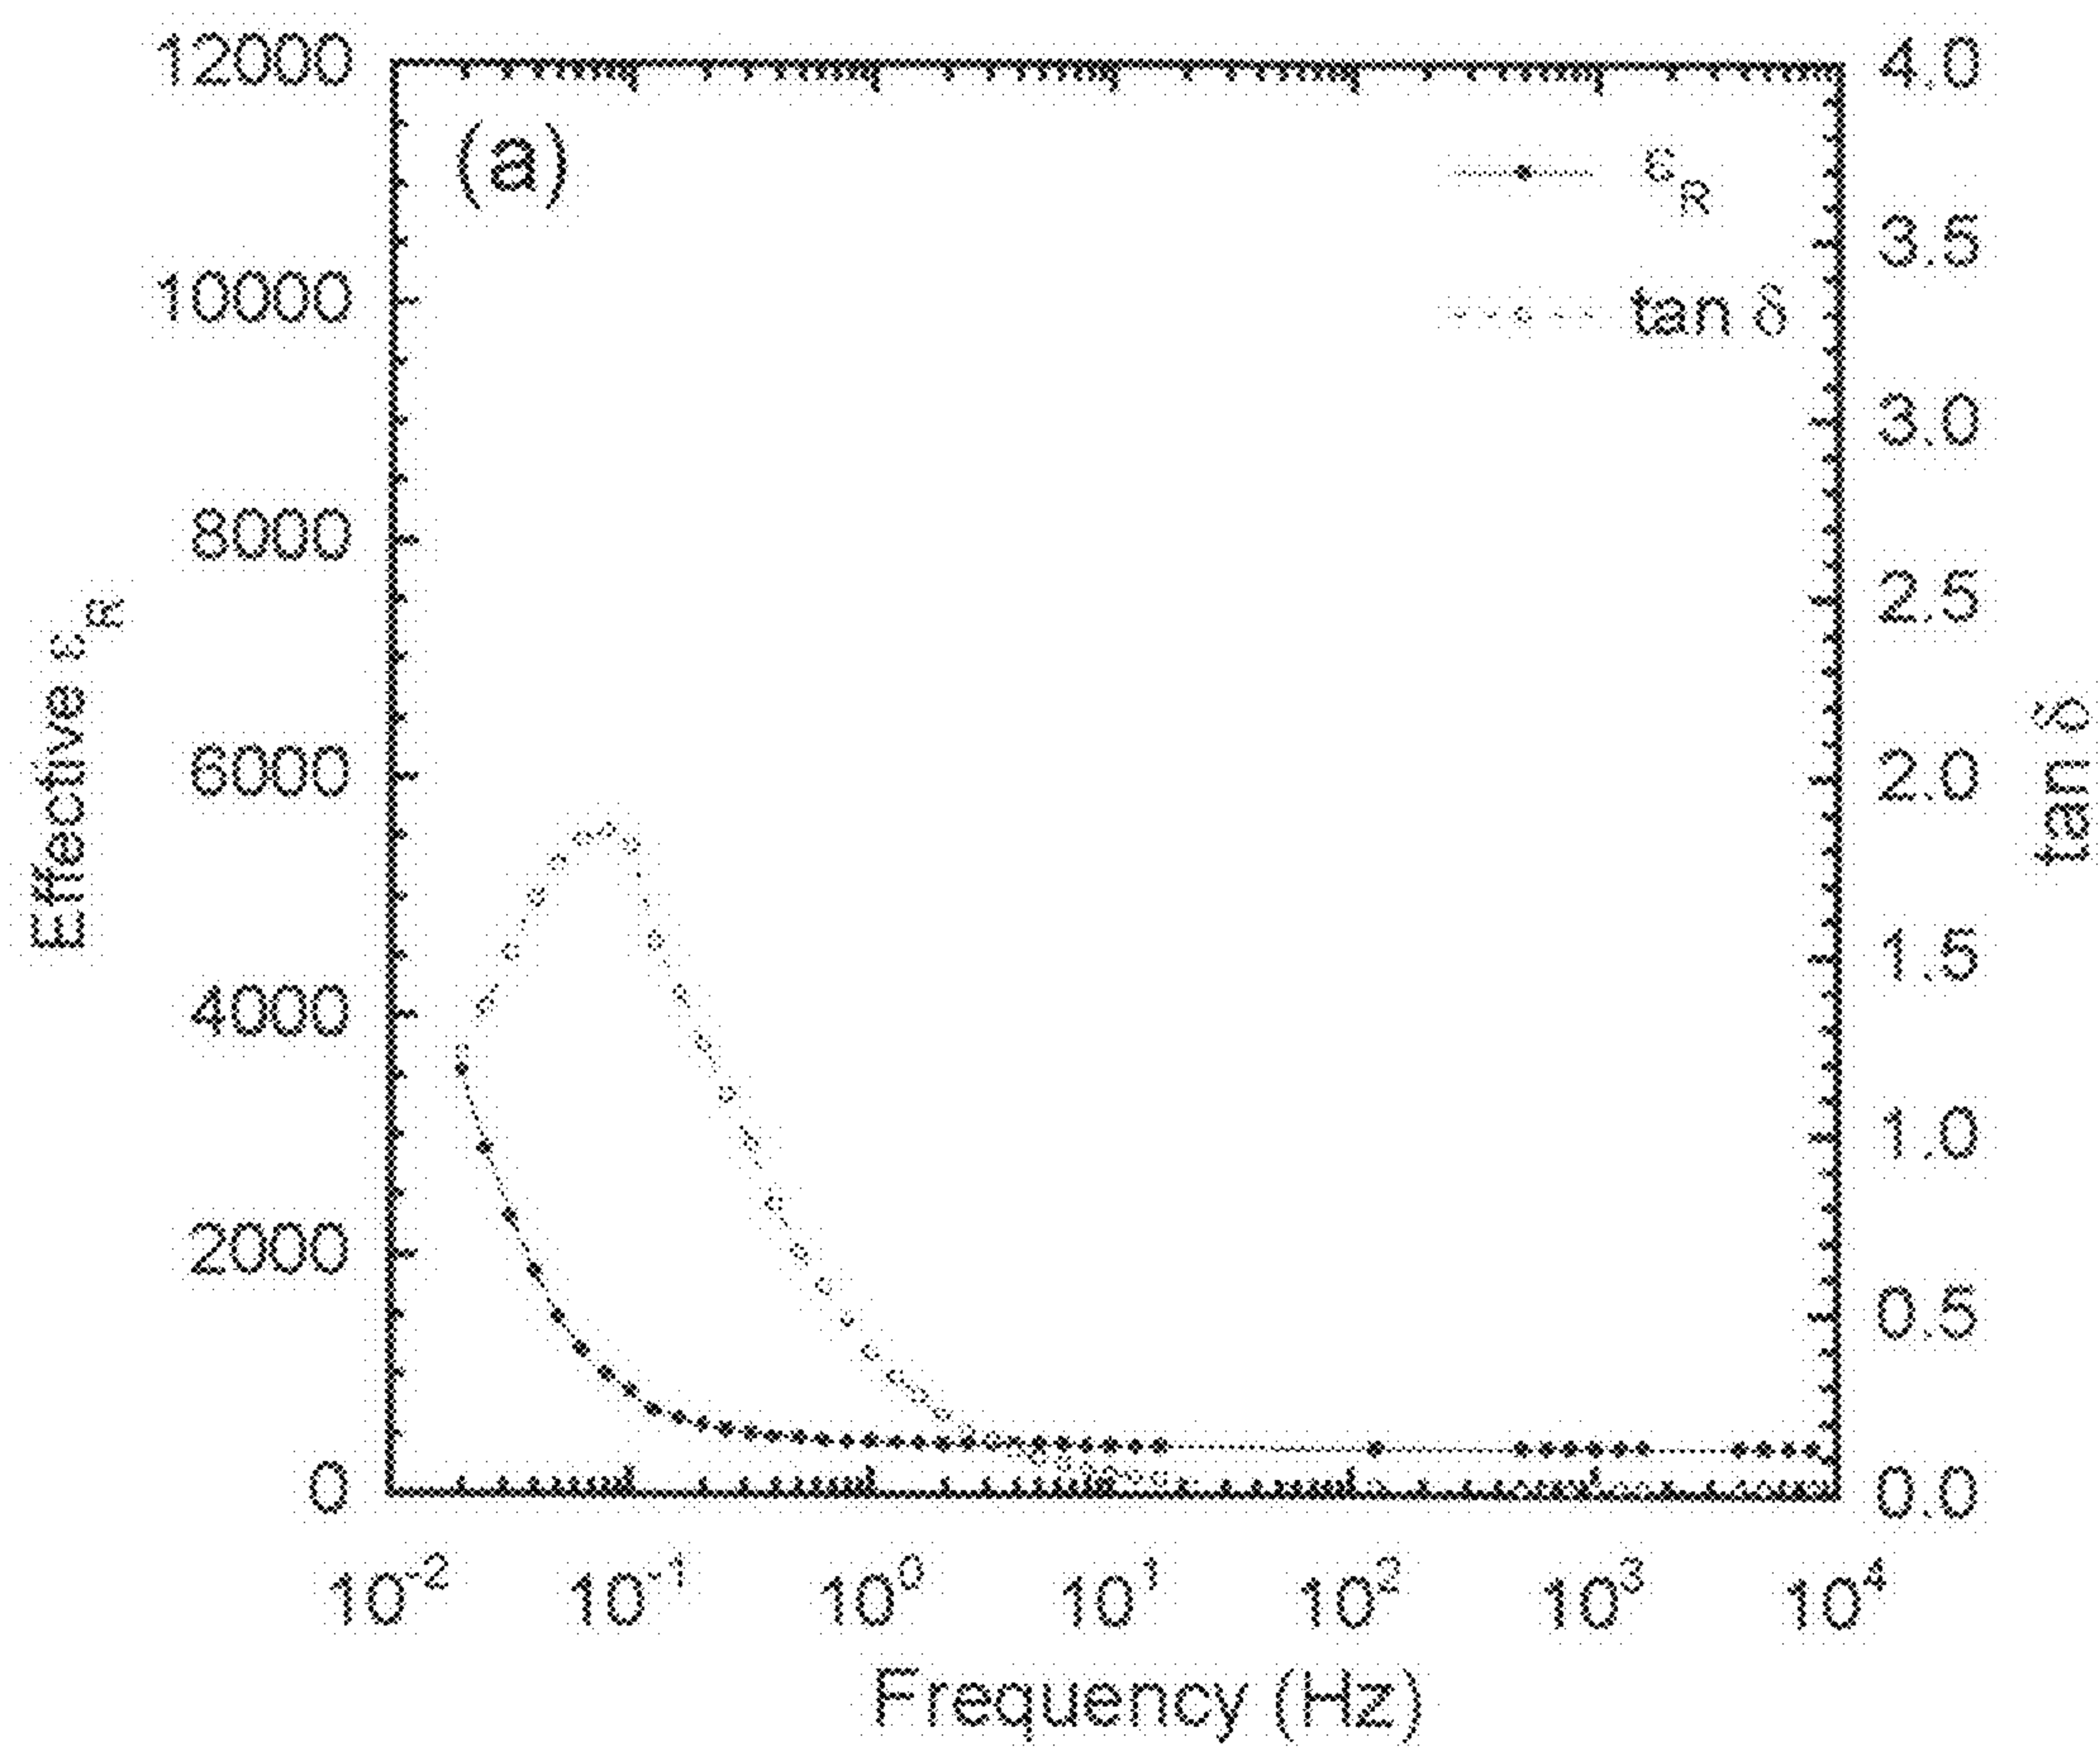 (a)
ε_R
tan δ
12000
10000
8000
6000
4000
2000
0
Effective ε_R
4.0
3.5
3.0
2.5
2.0
1.5
1.0
0.5
0.0
tan δ
10^-2 10^-1 10^0 10^1 10^2 10^3 10^4
Frequency (Hz)